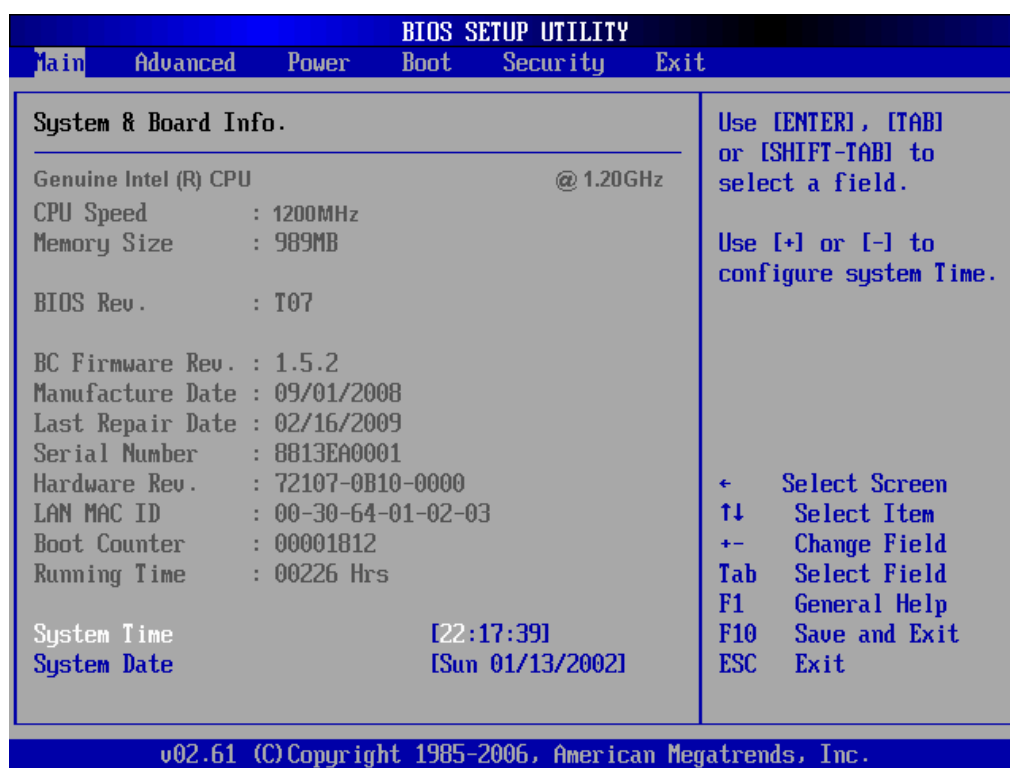 BIOS SETUP UTILITY
Main Advanced Power Boot Security Exit
System & Board Info.
Genuine Intel (R) CPU @ 1.20GHz
CPU Speed : 1200MHz
Memory Size : 989MB
BIOS Rev. : T07
BC Firmware Rev. : 1.5.2
Manufacture Date : 09/01/2008
Last Repair Date : 02/16/2009
Serial Number : 8813EA0001
Hardware Rev. : 72107-0B10-0000
LAN MAC ID : 00-30-64-01-02-03
Boot Counter : 00001812
Running Time : 00226 Hrs
System Time [22:17:39]
System Date [Sun 01/13/2002]
Use [ENTER], [TAB]
or [SHIFT-TAB] to
select a field.
Use [+] or [-] to
configure system Time.
← Select Screen
↑↓ Select Item
+- Change Field
Tab Select Field
F1 General Help
F10 Save and Exit
ESC Exit
v02.61 (C)Copyright 1985-2006, American Megatrends, Inc.